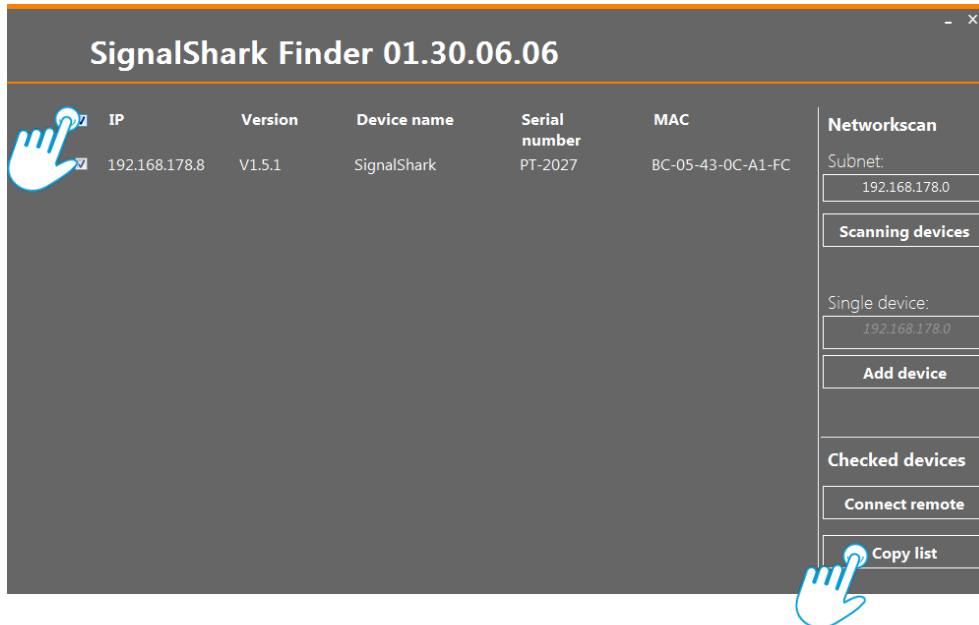 SignalShark Finder 01.30.06.06
IP Version Device name Serial number MAC
192.168.178.8 V1.5.1 SignalShark PT-2027 BC-05-43-0C-A1-FC
Networkscan
Subnet:
192.168.178.0
Scanning devices
Single device:
192.168.178.0
Add device
Checked devices
Connect remote
Copy list